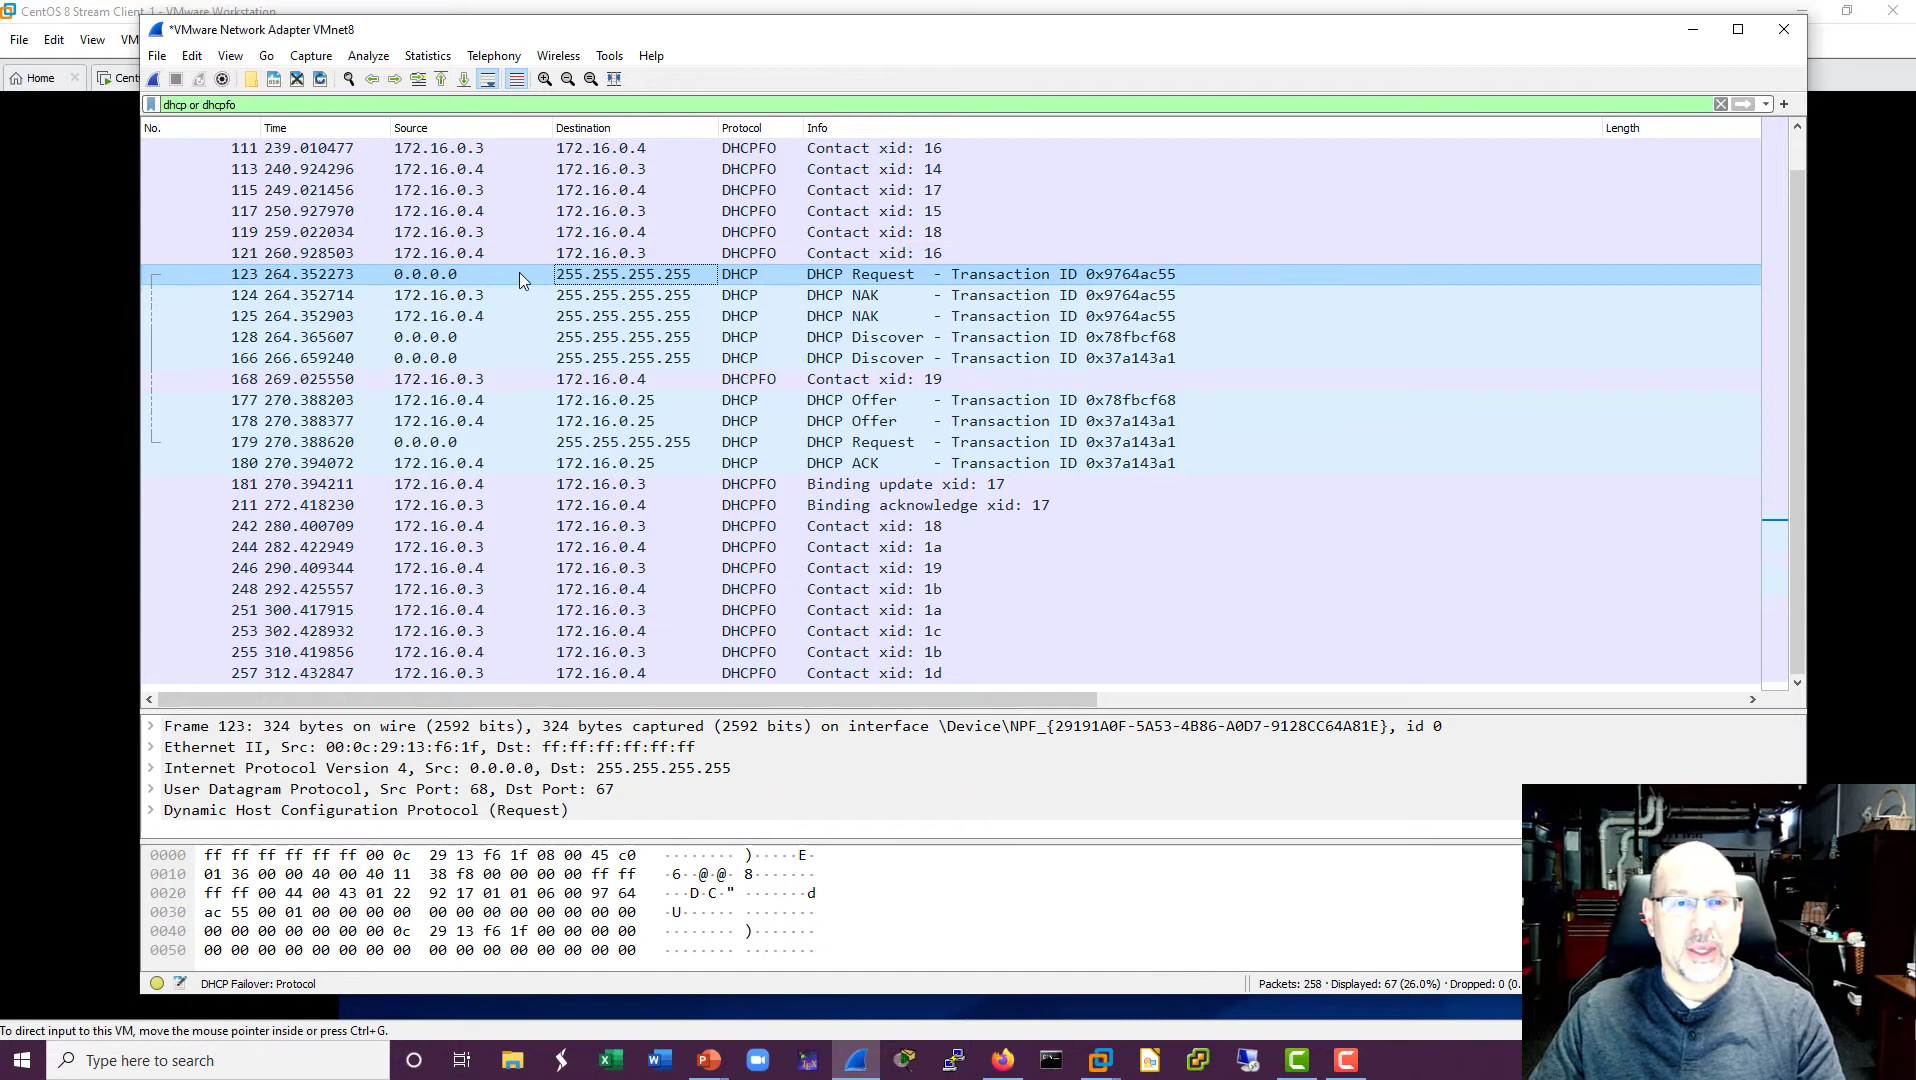 CentOS 8 Stream Client_1 - VMware Workstation
*VMware Network Adapter VMnet8
File Edit View VM
File Edit View Go Capture Analyze Statistics Telephony Wireless Tools Help
Home Cent
dhcp or dhcpfo
No. Time Source Destination Protocol Info Length
111 239.010477 172.16.0.3 172.16.0.4 DHCPFO Contact xid: 16
113 240.924296 172.16.0.4 172.16.0.3 DHCPFO Contact xid: 14
115 249.021456 172.16.0.3 172.16.0.4 DHCPFO Contact xid: 17
117 250.927970 172.16.0.4 172.16.0.3 DHCPFO Contact xid: 15
119 259.022034 172.16.0.3 172.16.0.4 DHCPFO Contact xid: 18
121 260.928503 172.16.0.4 172.16.0.3 DHCPFO Contact xid: 16
123 264.352273 0.0.0.0 255.255.255.255 DHCP DHCP Request - Transaction ID 0x9764ac55
124 264.352714 172.16.0.3 255.255.255.255 DHCP DHCP NAK - Transaction ID 0x9764ac55
125 264.352903 172.16.0.4 255.255.255.255 DHCP DHCP NAK - Transaction ID 0x9764ac55
128 264.365607 0.0.0.0 255.255.255.255 DHCP DHCP Discover - Transaction ID 0x78fbcf68
166 266.659240 0.0.0.0 255.255.255.255 DHCP DHCP Discover - Transaction ID 0x37a143a1
168 269.025550 172.16.0.3 172.16.0.4 DHCPFO Contact xid: 19
177 270.388203 172.16.0.4 172.16.0.25 DHCP DHCP Offer - Transaction ID 0x78fbcf68
178 270.388377 172.16.0.4 172.16.0.25 DHCP DHCP Offer - Transaction ID 0x37a143a1
179 270.388620 0.0.0.0 255.255.255.255 DHCP DHCP Request - Transaction ID 0x37a143a1
180 270.394072 172.16.0.4 172.16.0.25 DHCP DHCP ACK - Transaction ID 0x37a143a1
181 270.394211 172.16.0.4 172.16.0.3 DHCPFO Binding update xid: 17
211 272.418230 172.16.0.3 172.16.0.4 DHCPFO Binding acknowledge xid: 17
242 280.400709 172.16.0.4 172.16.0.3 DHCPFO Contact xid: 18
244 282.422949 172.16.0.3 172.16.0.4 DHCPFO Contact xid: 1a
246 290.409344 172.16.0.4 172.16.0.3 DHCPFO Contact xid: 19
248 292.425557 172.16.0.3 172.16.0.4 DHCPFO Contact xid: 1b
251 300.417915 172.16.0.4 172.16.0.3 DHCPFO Contact xid: 1a
253 302.428932 172.16.0.3 172.16.0.4 DHCPFO Contact xid: 1c
255 310.419856 172.16.0.4 172.16.0.3 DHCPFO Contact xid: 1b
257 312.432847 172.16.0.3 172.16.0.4 DHCPFO Contact xid: 1d
Frame 123: 324 bytes on wire (2592 bits), 324 bytes captured (2592 bits) on interface \Device\NPF_{29191A0F-5A53-4B86-A0D7-9128CC64A81E}, id 0
Ethernet II, Src: 00:0c:29:13:f6:1f, Dst: ff:ff:ff:ff:ff:ff
Internet Protocol Version 4, Src: 0.0.0.0, Dst: 255.255.255.255
User Datagram Protocol, Src Port: 68, Dst Port: 67
Dynamic Host Configuration Protocol (Request)
0000 ff ff ff ff ff ff 00 0c 29 13 f6 1f 08 00 45 c0 ········ )·····E·
0010 01 36 00 00 40 00 40 11 38 f8 00 00 00 00 ff ff ·6··@·@· 8·······
0020 ff ff 00 44 00 43 01 22 92 17 01 01 06 00 97 64 ···D·C·" ·······d
0030 ac 55 00 01 00 00 00 00 00 00 00 00 00 00 00 00 ·U······ ········
0040 00 00 00 00 00 0c 29 13 f6 1f 00 00 00 00 ······)· ········
0050 00 00 00 00 00 00 00 00 00 00 00 00 00 00 00 00 ········ ········
DHCP Failover: Protocol Packets: 258 · Displayed: 67 (26.0%) · Dropped: 0 (0.
To direct input to this VM, move the mouse pointer inside or press Ctrl+G.
Type here to search